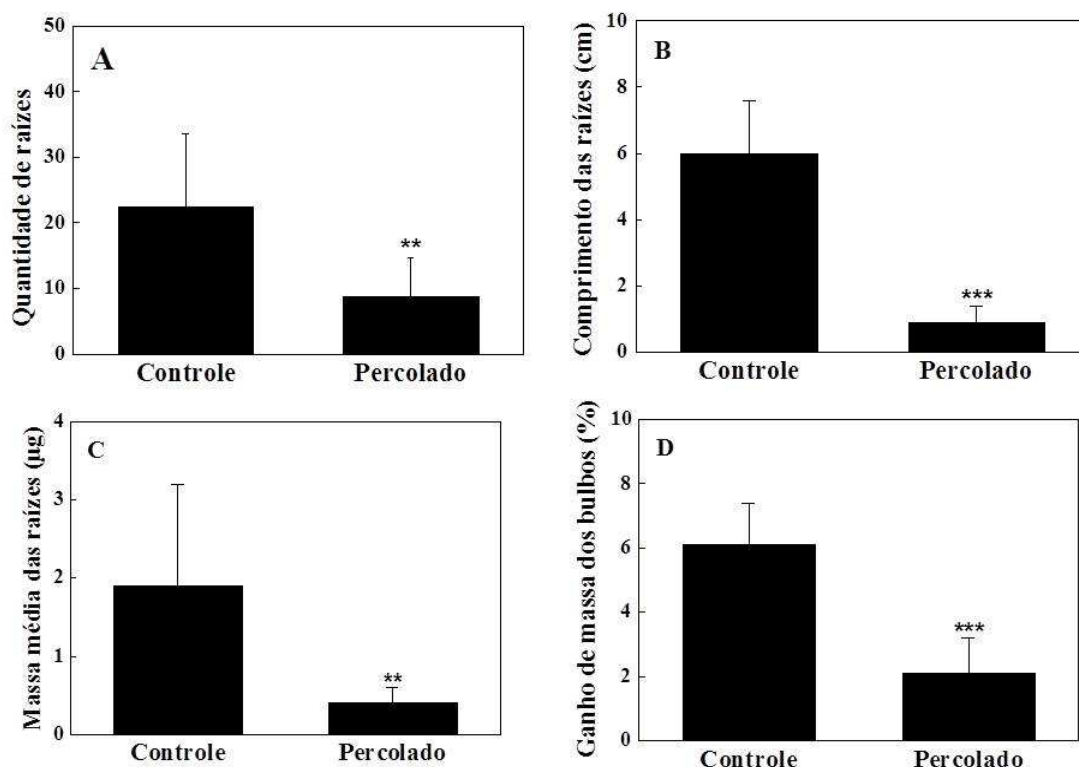 A
Quantidade de raízes
50
40
30
20
10
0
**
Controle
Percolado
B
Comprimento das raízes (cm)
10
8
6
4
2
0
***
Controle
Percolado
C
Massa média das raízes (µg)
4
3
2
1
0
**
Controle
Percolado
D
Ganho de massa dos bulbos (%)
10
8
6
4
2
0
***
Controle
Percolado